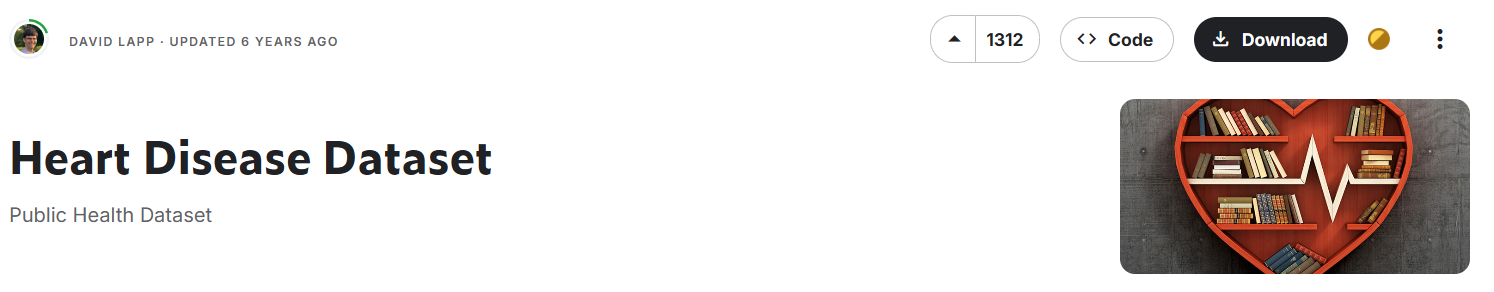 DAVID LAPP · UPDATED 6 YEARS AGO
1312
Code
Download
Heart Disease Dataset
Public Health Dataset